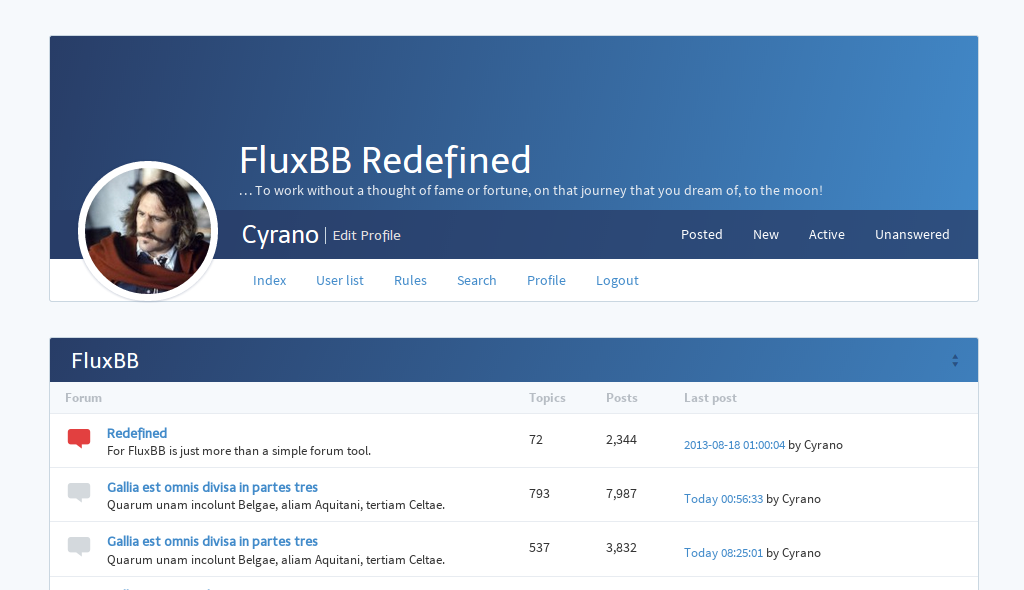 FluxBB Redefined
… To work without a thought of fame or fortune, on that journey that you dream of, to the moon!
Cyrano | Edit Profile Posted New Active Unanswered
Index User list Rules Search Profile Logout
FluxBB
Forum Topics Posts Last post
Redefined
For FluxBB is just more than a simple forum tool.
72 2,344 2013-08-18 01:00:04 by Cyrano
Gallia est omnis divisa in partes tres
Quarum unam incolunt Belgae, aliam Aquitani, tertiam Celtae.
793 7,987 Today 00:56:33 by Cyrano
Gallia est omnis divisa in partes tres
Quarum unam incolunt Belgae, aliam Aquitani, tertiam Celtae.
537 3,832 Today 08:25:01 by Cyrano